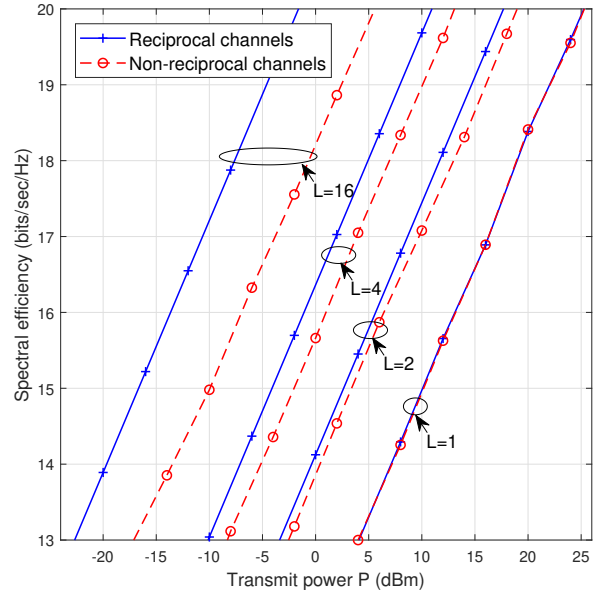 Reciprocal channels
Non-reciprocal channels
20
19
18
17
16
15
14
13
Spectral efficiency (bits/sec/Hz)
L=16
L=4
L=2
L=1
-20 -15 -10 -5 0 5 10 15 20 25
Transmit power P (dBm)